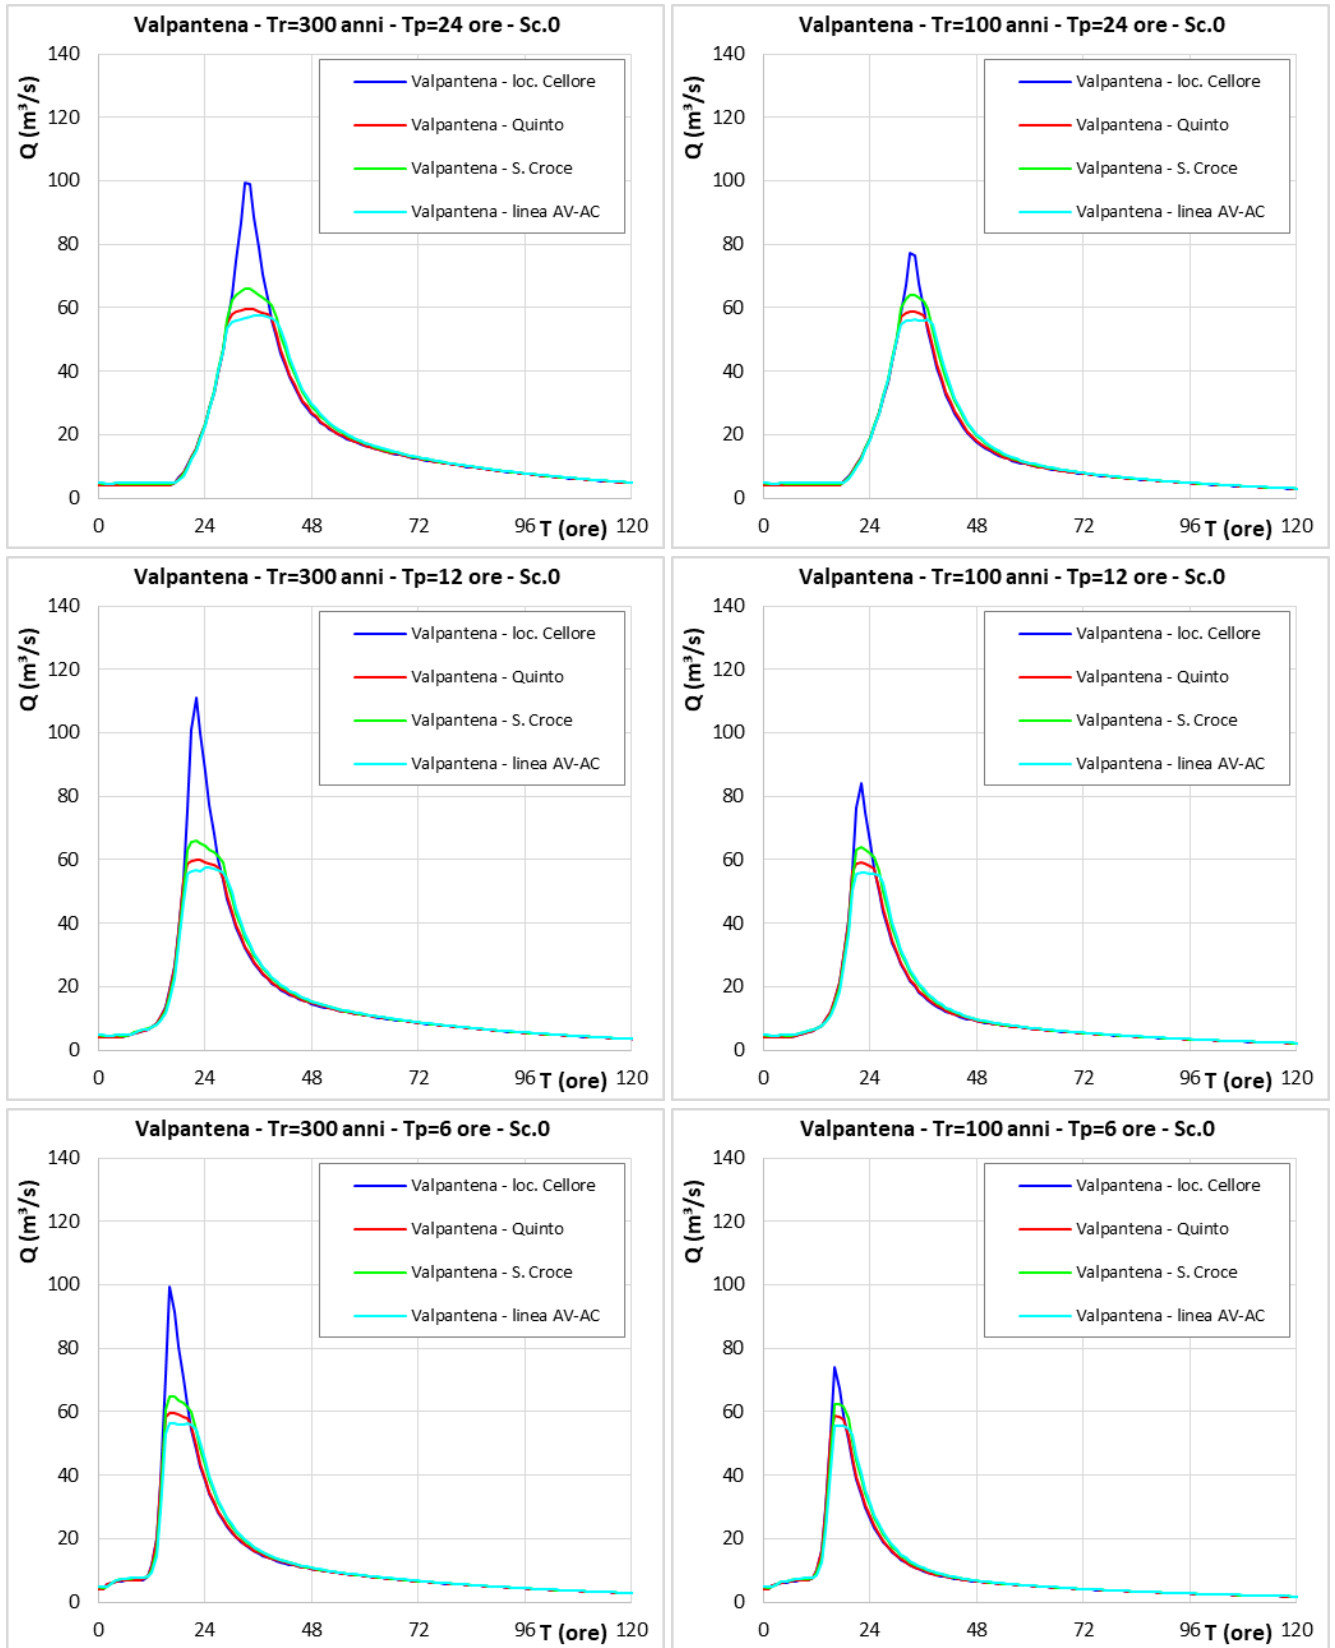 Valpantena - Tr=300 anni - Tp=24 ore - Sc.0
140
120
100
80
60
40
20
0
Q (m³/s)
Valpantena - loc. Cellore
Valpantena - Quinto
Valpantena - S. Croce
Valpantena - linea AV-AC
0 24 48 72 96 T (ore) 120
Valpantena - Tr=100 anni - Tp=24 ore - Sc.0
140
120
100
80
60
40
20
0
Q (m³/s)
Valpantena - loc. Cellore
Valpantena - Quinto
Valpantena - S. Croce
Valpantena - linea AV-AC
0 24 48 72 96 T (ore) 120
Valpantena - Tr=300 anni - Tp=12 ore - Sc.0
140
120
100
80
60
40
20
0
Q (m³/s)
Valpantena - loc. Cellore
Valpantena - Quinto
Valpantena - S. Croce
Valpantena - linea AV-AC
0 24 48 72 96 T (ore) 120
Valpantena - Tr=100 anni - Tp=12 ore - Sc.0
140
120
100
80
60
40
20
0
Q (m³/s)
Valpantena - loc. Cellore
Valpantena - Quinto
Valpantena - S. Croce
Valpantena - linea AV-AC
0 24 48 72 96 T (ore) 120
Valpantena - Tr=300 anni - Tp=6 ore - Sc.0
140
120
100
80
60
40
20
0
Q (m³/s)
Valpantena - loc. Cellore
Valpantena - Quinto
Valpantena - S. Croce
Valpantena - linea AV-AC
0 24 48 72 96 T (ore) 120
Valpantena - Tr=100 anni - Tp=6 ore - Sc.0
140
120
100
80
60
40
20
0
Q (m³/s)
Valpantena - loc. Cellore
Valpantena - Quinto
Valpantena - S. Croce
Valpantena - linea AV-AC
0 24 48 72 96 T (ore) 120